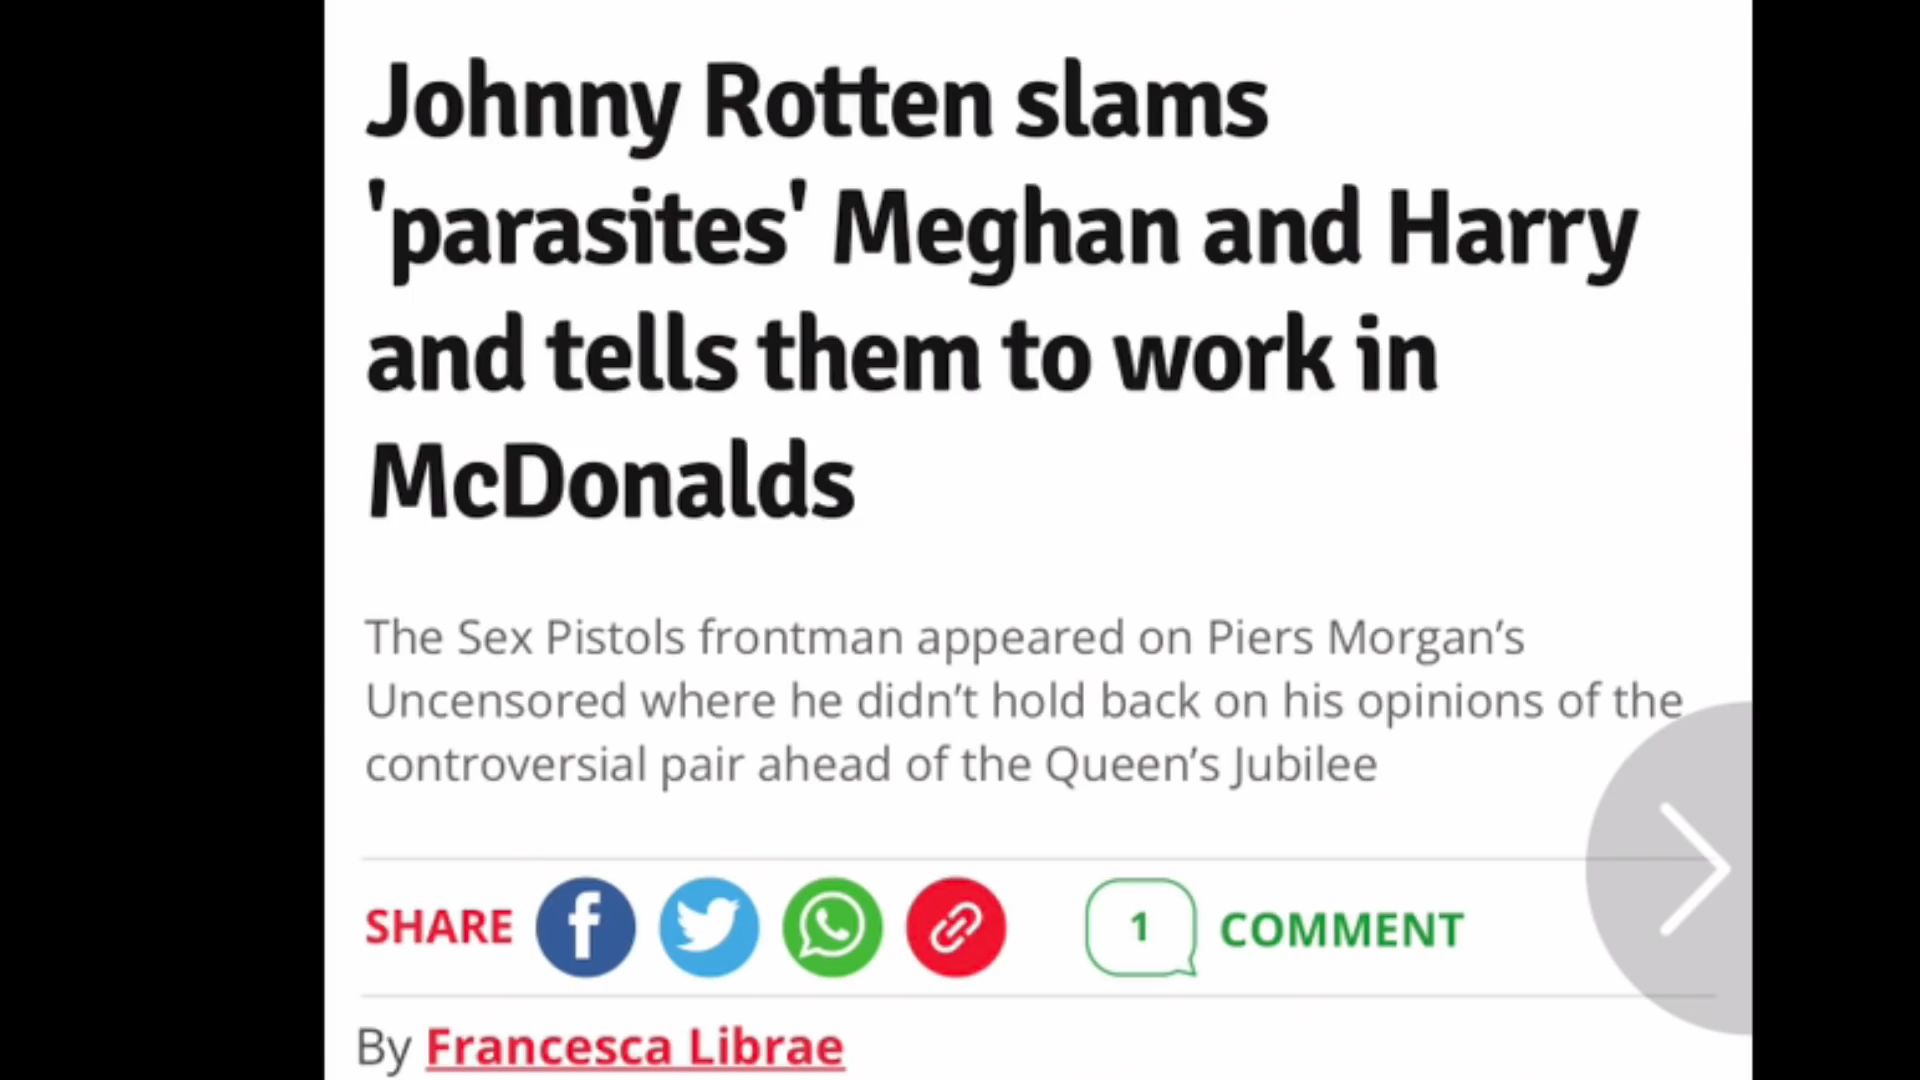 Johnny Rotten slams
'parasites' Meghan and Harry
and tells them to work in
McDonalds
The Sex Pistols frontman appeared on Piers Morgan’s
Uncensored where he didn’t hold back on his opinions of the
controversial pair ahead of the Queen’s Jubilee
SHARE f 1 COMMENT
By Francesca Librae